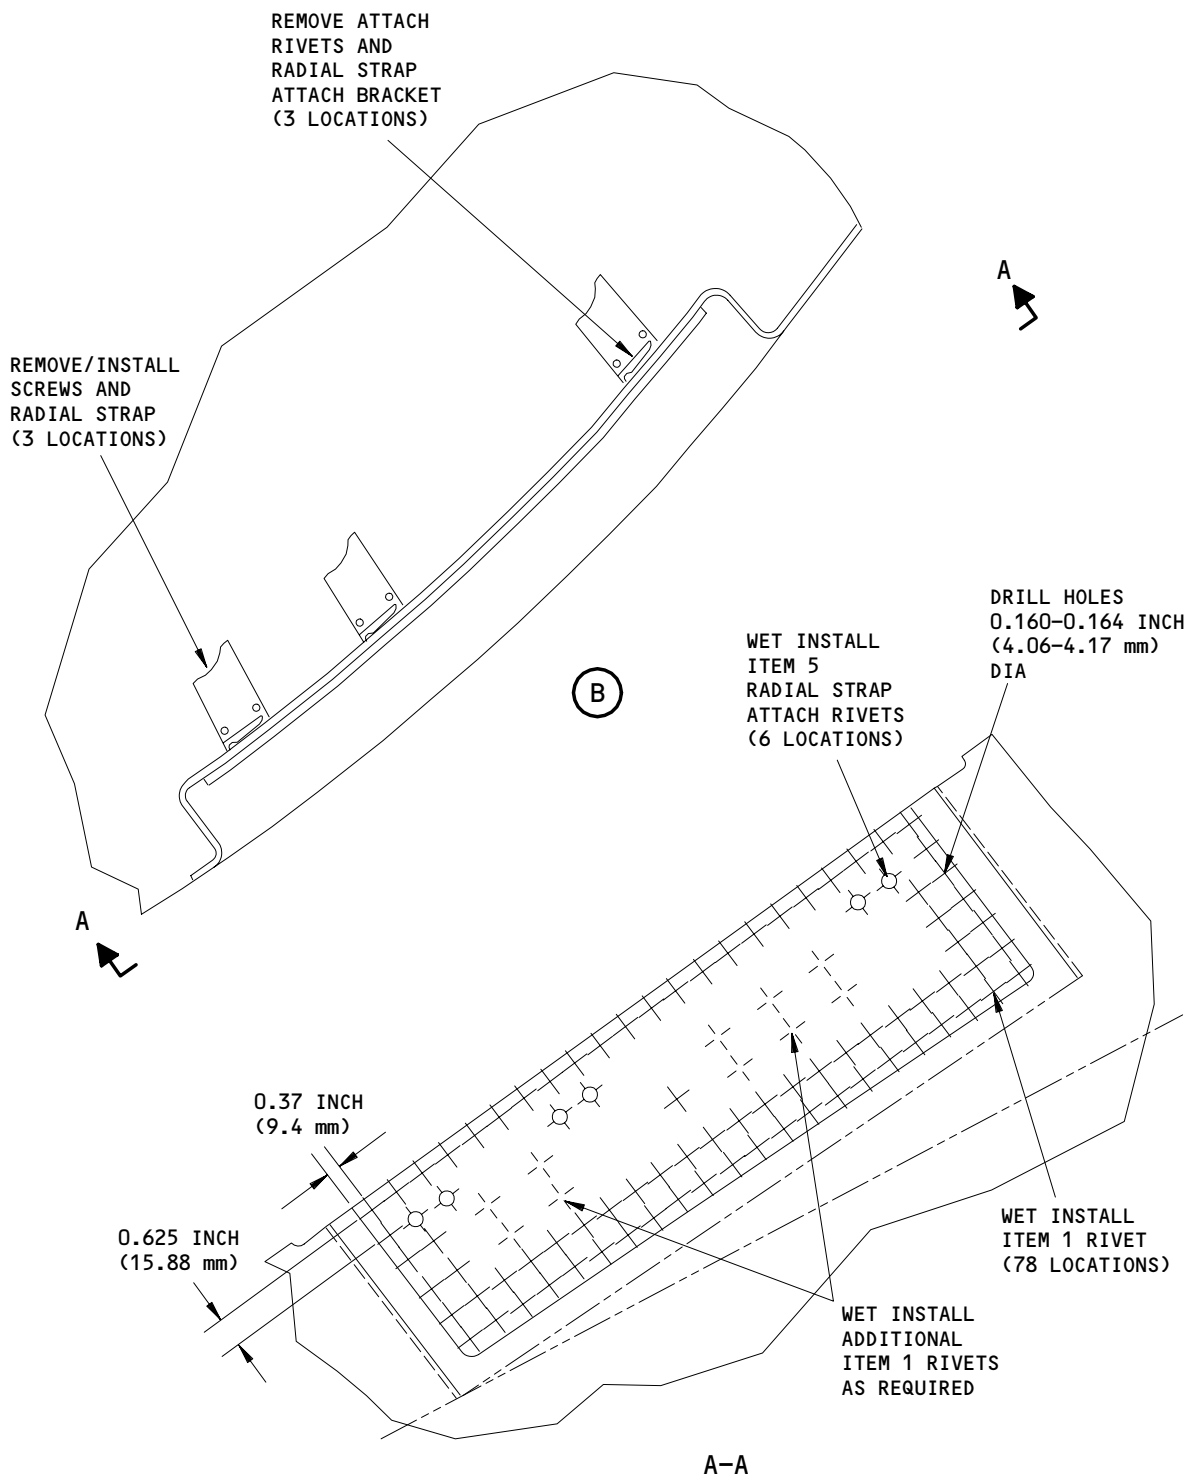 REMOVE ATTACH
RIVETS AND
RADIAL STRAP
ATTACH BRACKET
(3 LOCATIONS)
A
REMOVE/INSTALL
SCREWS AND
RADIAL STRAP
(3 LOCATIONS)
DRILL HOLES
0.160-0.164 INCH
(4.06-4.17 mm)
DIA
WET INSTALL
ITEM 5
RADIAL STRAP
ATTACH RIVETS
(6 LOCATIONS)
B
A
0.37 INCH
(9.4 mm)
0.625 INCH
(15.88 mm)
WET INSTALL
ITEM 1 RIVET
(78 LOCATIONS)
WET INSTALL
ADDITIONAL
ITEM 1 RIVETS
AS REQUIRED
A-A